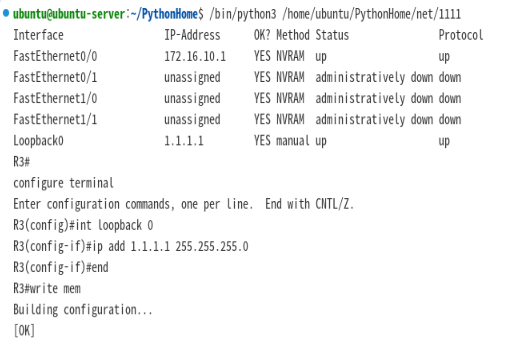 ubuntu@ubuntu-server:~/PythonHome$ /bin/python3 /home/ubuntu/PythonHome/net/1111
Interface                  IP-Address      OK? Method Status                Protocol
FastEthernet0/0            172.16.10.1     YES NVRAM  up                    up
FastEthernet0/1            unassigned      YES NVRAM  administratively down down
FastEthernet1/0            unassigned      YES NVRAM  administratively down down
FastEthernet1/1            unassigned      YES NVRAM  administratively down down
Loopback0                  1.1.1.1         YES manual up                    up
R3#
configure terminal
Enter configuration commands, one per line.  End with CNTL/Z.
R3(config)#int loopback 0
R3(config-if)#ip add 1.1.1.1 255.255.255.0
R3(config-if)#end
R3#write mem
Building configuration...
[OK]